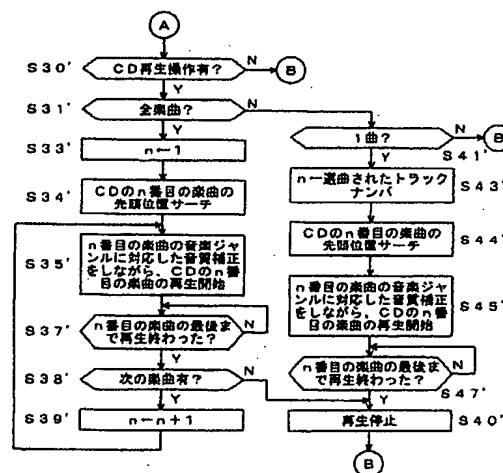 A
S30'
CD再生操作有?
N
B
Y
S31'
全楽曲?
N
Y
S33'
n←1
S34'
CDのn番目の楽曲の
先頭位置サーチ
S35'
n番目の楽曲の音楽ジャ
ンルに対応した音質補正
をしながら、CDのn番
目の楽曲の再生開始
S37'
n番目の楽曲の最後ま
で再生終わった?
N
Y
S38'
次の楽曲有?
N
Y
S39'
n←n+1
1曲?
N
B
S41'
Y
n←選曲されたトラック
ナンバ
S43'
CDのn番目の楽曲の
先頭位置サーチ
S44'
n番目の楽曲の音楽ジャ
ンルに対応した音質補正
をしながら、CDのn番
目の楽曲の再生開始
S45'
n番目の楽曲の最後ま
で再生終わった?
N
Y
S47'
再生停止
S40'
B